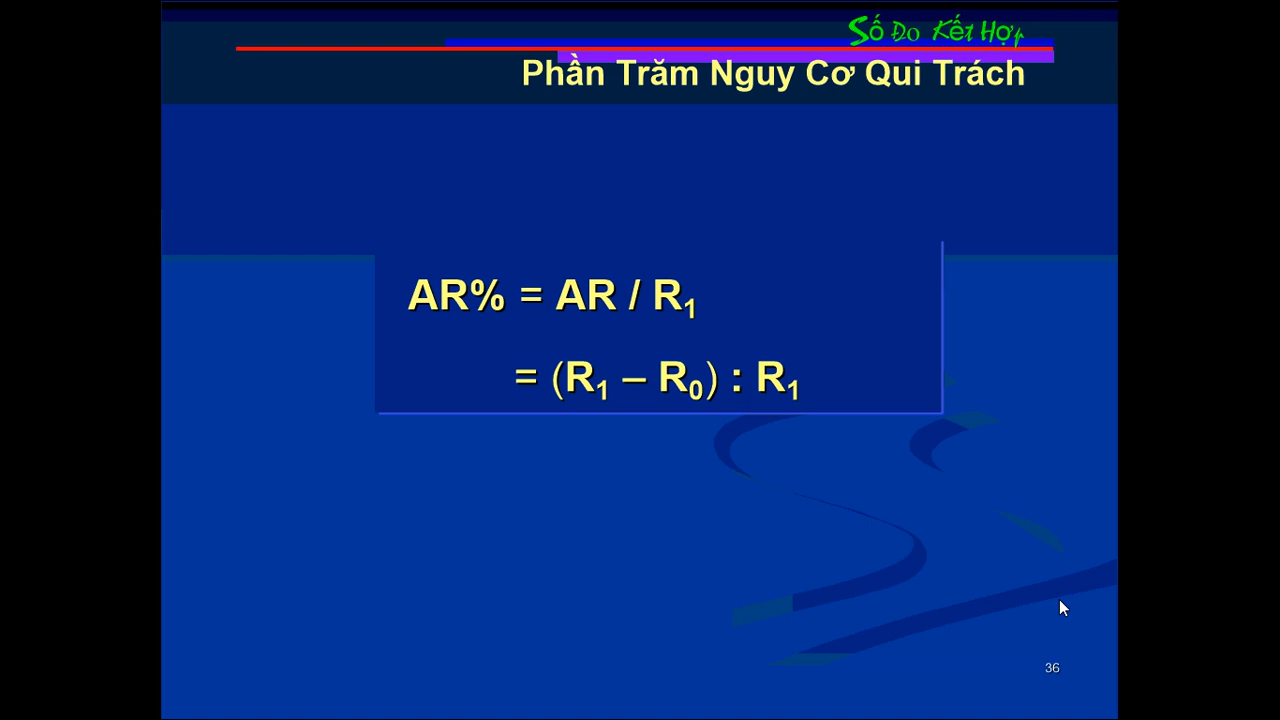 Số Đo Kết Hợp
Phần Trăm Nguy Cơ Qui Trách
AR% = AR / R₁
= (R₁ – R₀) : R₁
36